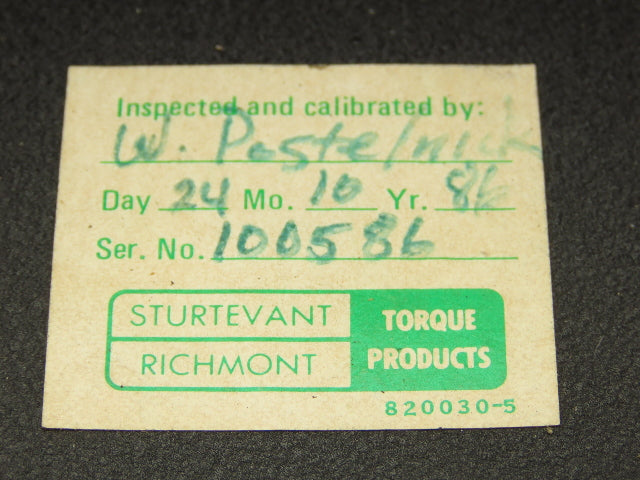 Inspected and calibrated by:
W. Pastelnick
Day 24 Mo. 10 Yr. 86
Ser. No. 100586
STURTEVANT
RICHMONT
TORQUE
PRODUCTS
820030-5